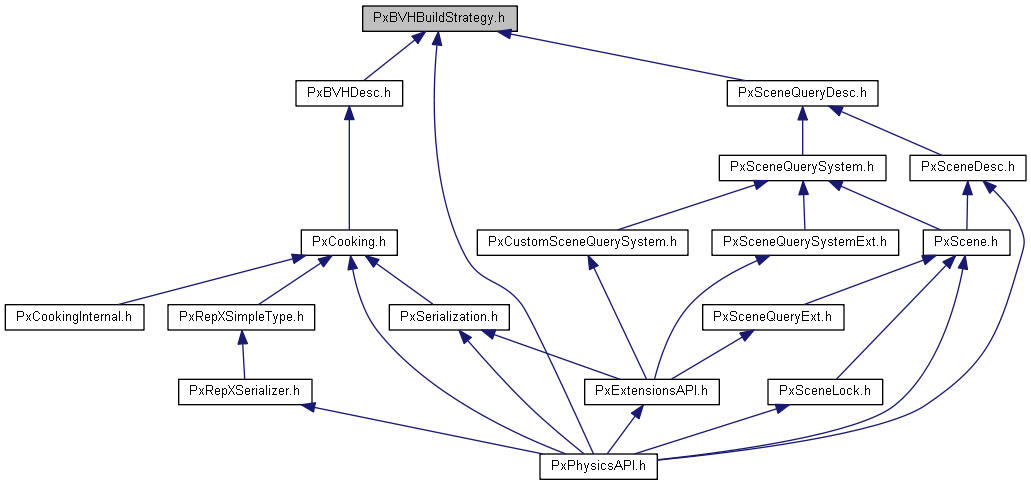 PxBVHBuildStrategy.h
PxBVHDesc.h
PxSceneQueryDesc.h
PxSceneQuerySystem.h
PxSceneDesc.h
PxCooking.h
PxCustomSceneQuerySystem.h
PxSceneQuerySystemExt.h
PxScene.h
PxCookingInternal.h
PxRepXSimpleType.h
PxSerialization.h
PxSceneQueryExt.h
PxRepXSerializer.h
PxExtensionsAPI.h
PxSceneLock.h
PxPhysicsAPI.h